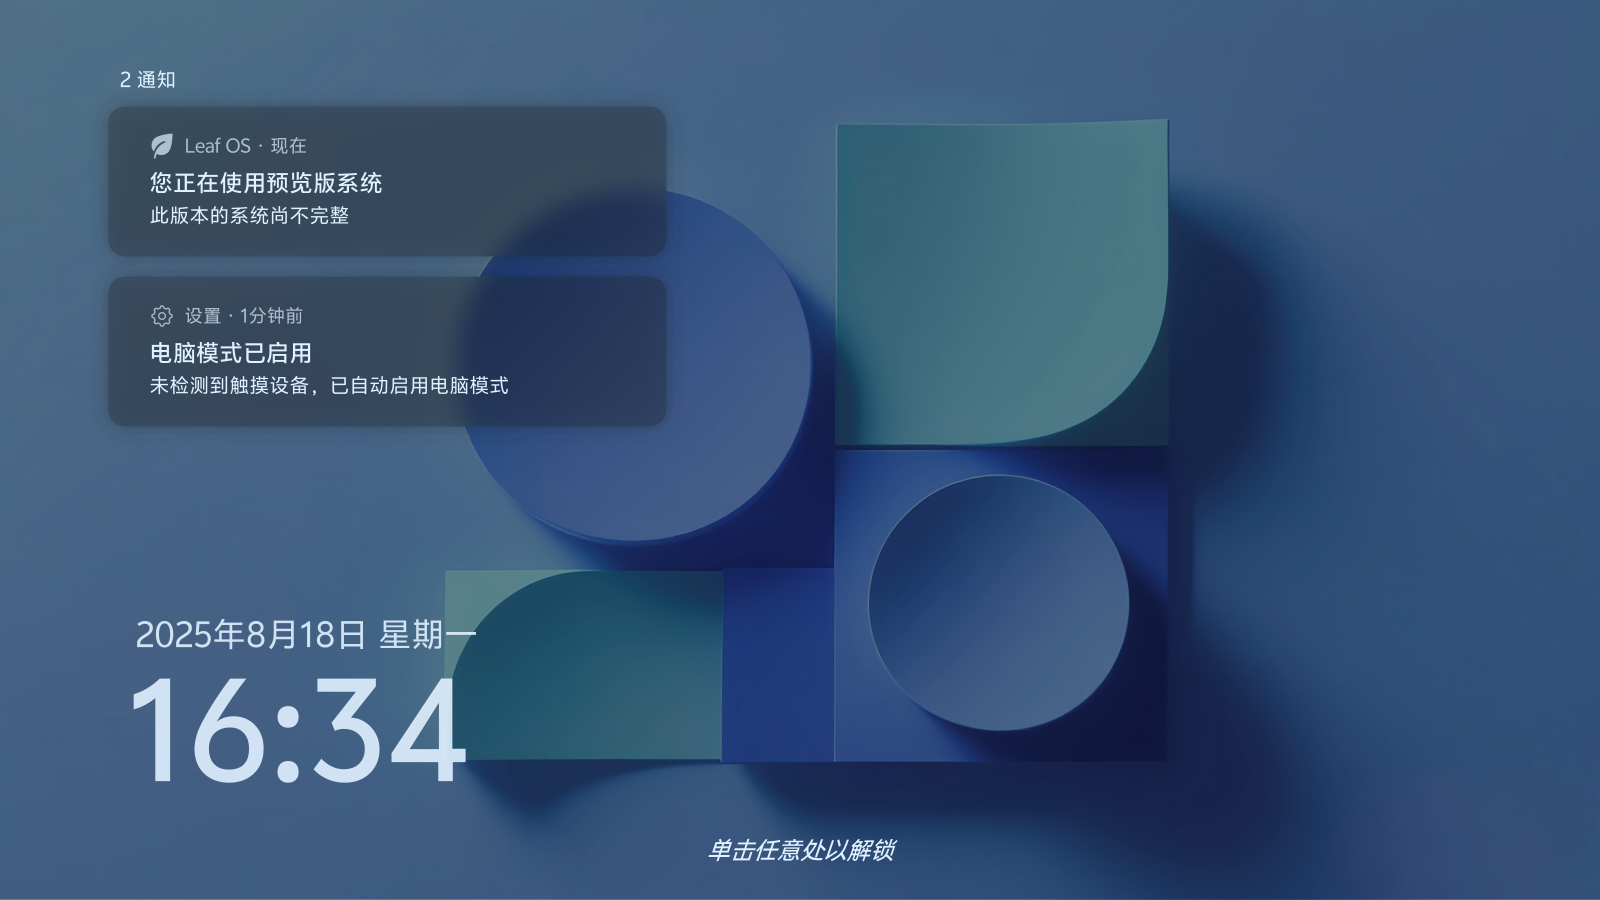 2 通知
Leaf OS · 现在
您正在使用预览版系统
此版本的系统尚不完整
设置 · 1分钟前
电脑模式已启用
未检测到触摸设备，已自动启用电脑模式
2025年8月18日 星期一
16:34
单击任意处以解锁